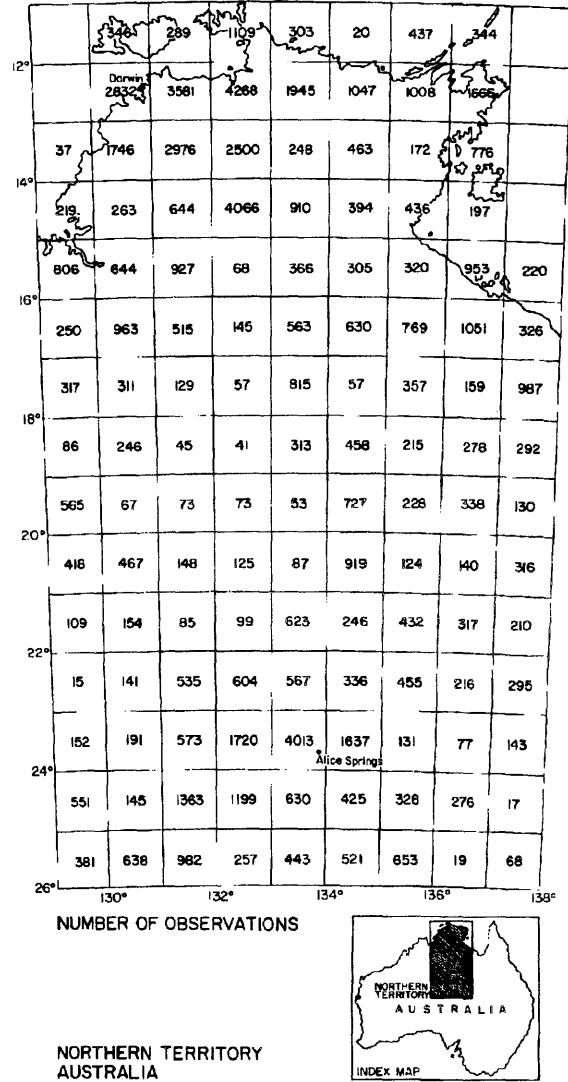 346 289 1109 303 20 437 344
12°
Darwin
2832 3581 4268 1945 1047 1008 1666
37 1746 2976 2500 248 463 172 776
14°
219 263 644 4066 910 394 436 197
806 644 927 68 366 305 320 953 220
16°
250 963 515 145 563 630 769 1051 326
317 311 129 57 815 57 357 159 987
18°
86 246 45 41 313 458 215 278 292
565 67 73 73 53 727 228 338 130
20°
418 467 148 125 87 919 124 140 316
109 154 85 99 623 246 432 317 210
22°
15 141 535 604 567 336 455 216 295
152 191 573 1720 4013 1637 131 77 143
Alice Springs
24°
551 145 1363 1199 630 425 328 276 17
381 638 982 257 443 521 653 19 68
26°
130° 132° 134° 136° 138°
NUMBER OF OBSERVATIONS
NORTHERN
TERRITORY
AUSTRALIA
INDEX MAP
NORTHERN TERRITORY
AUSTRALIA